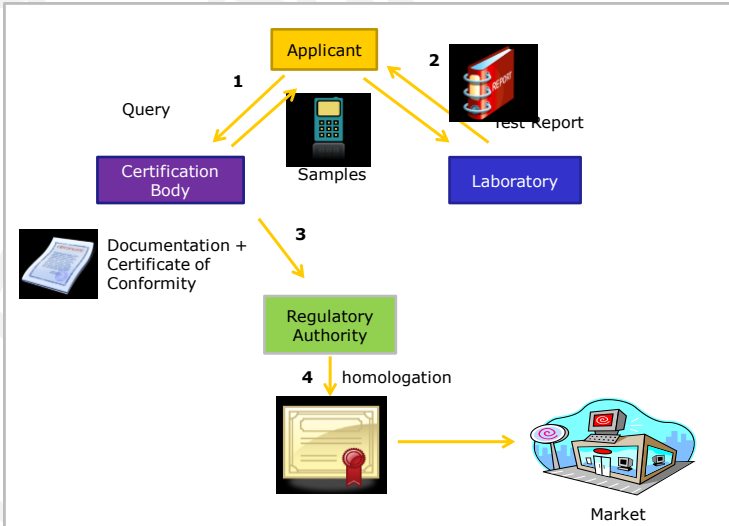 Applicant
1
2
Query
REPORT
Test Report
Certification
Body
Samples
Laboratory
3
Documentation +
Certificate of
Conformity
Regulatory
Authority
4 homologation
Market